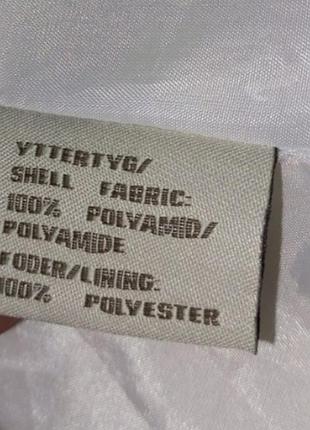 YTTERTYG/
SHELL FABRIC:
100% POLYAMID/
POLYAMIDE
FODER/LINING:
100% POLYESTER